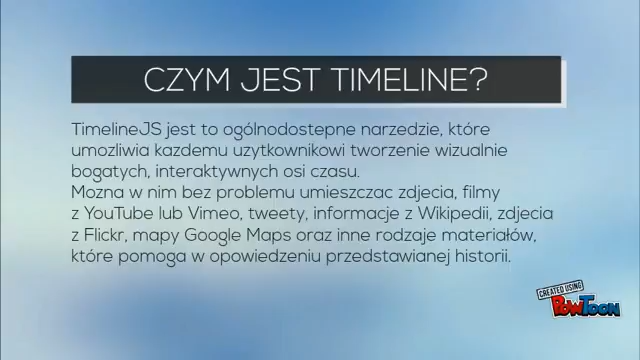 CZYM JEST TIMELINE?
TimelineJS jest to ogólnodostepne narzedzie, które
umozliwia kazdemu uzytkownikowi tworzenie wizualnie
bogatych, interaktywnych osi czasu.
Mozna w nim bez problemu umieszczac zdjecia, filmy
z YouTube lub Vimeo, tweety, informacje z Wikipedii, zdjecia
z Flickr, mapy Google Maps oraz inne rodzaje materiałów,
które pomoga w opowiedzeniu przedstawianej historii.
CREATED USING
POWTOON